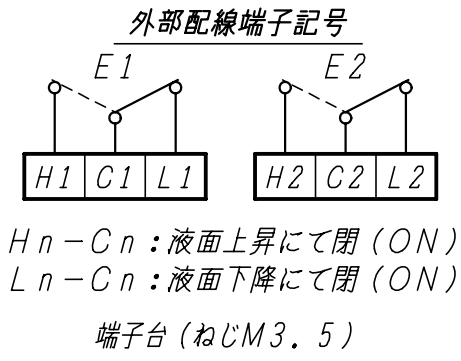 外部配線端子記号
E1 E2
H1 C1 L1 H2 C2 L2
Hn-Cn:液面上昇にて閉(ON)
Ln-Cn:液面下降にて閉(ON)
端子台(ねじM3.5)